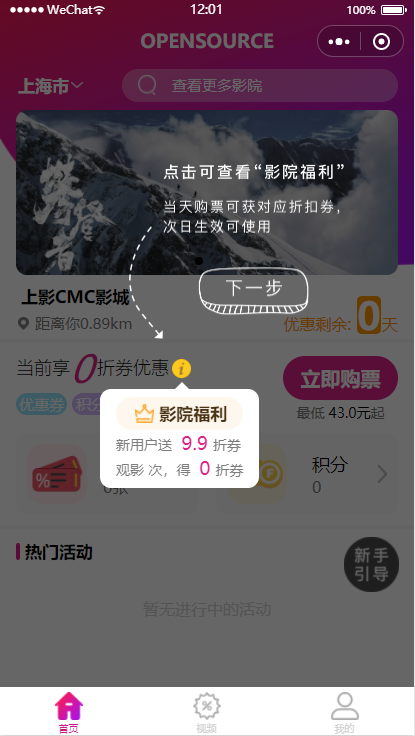 WeChat 12:01 100%
OPENSOURCE
上海市 查看更多影院
攀登者
点击可查看“影院福利”
当天购票可获对应折扣券，
次日生效可使用
下一步
上影CMC影城
距离你0.89km 优惠剩余: 0天
当前享0折券优惠 i 立即购票
优惠券 积分 最低 43.0元起
影院福利
新用户送 9.9 折券
观影 次，得 0 折券
积分
0张 0
热门活动
新手
引导
暂无进行中的活动
首页 视频 我的